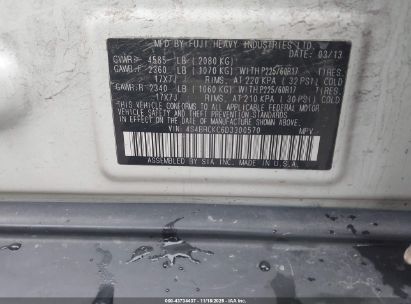 MFD. BY FUJI HEAVY INDUSTRIES LTD. DATE 03/13
GVWR: 4585 LB (2080 KG)
GAWR: F 2360 LB (1070 KG) WITH P225/60R17 TIRES,
17X7J RIMS, AT 220 KPA (32 PSI) COLD
GAWR: R 2340 LB (1060 KG) WITH P225/60R17 TIRES,
17X7J RIMS, AT 210 KPA (30 PSI) COLD
THIS VEHICLE CONFORMS TO ALL APPLICABLE FEDERAL
MOTOR VEHICLE SAFETY AND THEFT PREVENTION
STANDARDS IN EFFECT ON THE DATE OF MANUFACTURE
SHOWN ABOVE.
VIN: 4S4BRCKC6D3300570 MPV
ASSEMBLED BY SIA INC. MADE IN U.S.A.